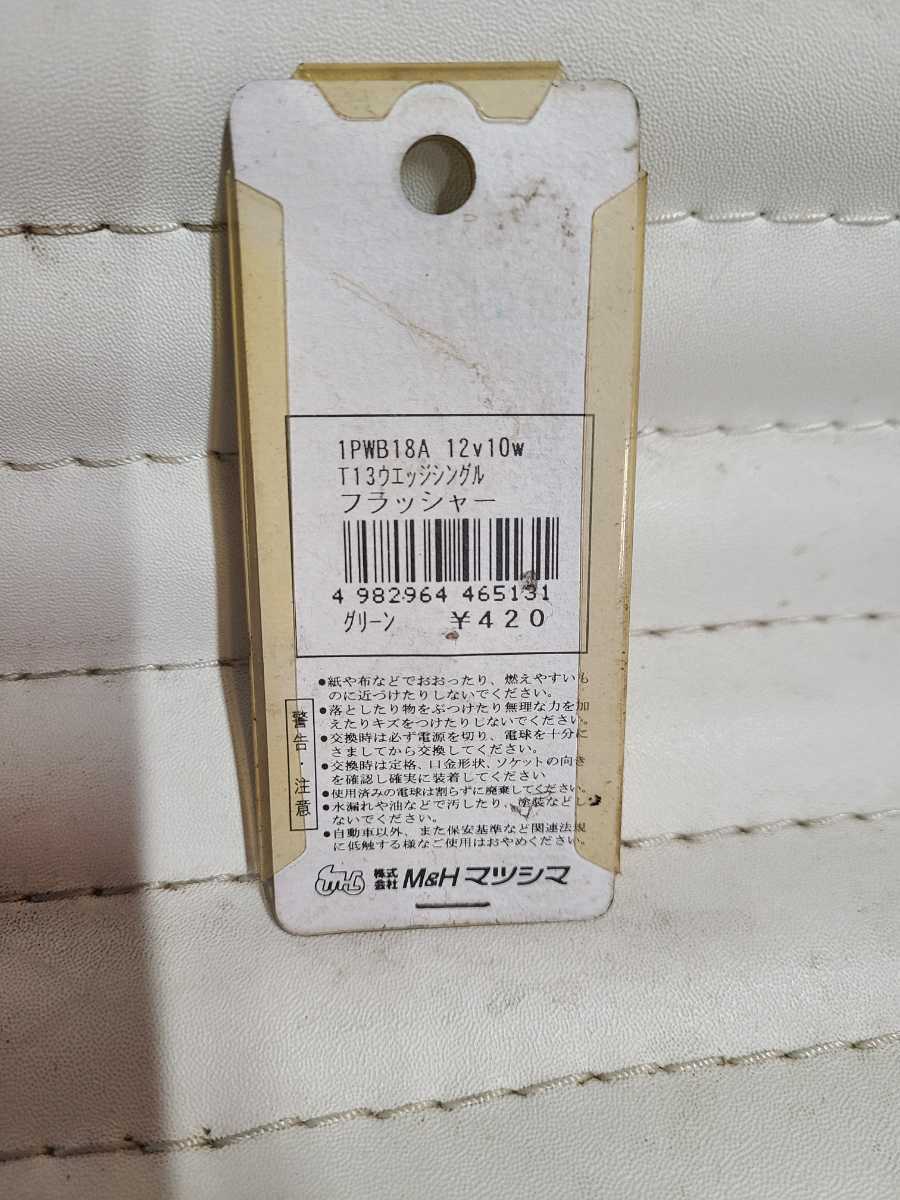 1PWB18A 12v10w
T13ウエッジシングル
フラッシャー
4 982964 465131
グリーン ￥420
警告・注意
●紙や布などでおおったり、燃えやすいも
のに近づけたりしないでください。
●落としたり物をぶつけたり無理な力を加
えたりキズをつけたりしないでください。
●交換時は必ず電源を切り、電球を十分に
さましてから交換してください。
●交換時は定格、口金形状、ソケットの向き
を確認し確実に装着してください
●使用済みの電球は割らずに廃棄してください。
●水漏れや油などで汚したり、塗装などし
ないでください。
●自動車以外、また保安基準など関連法規
に低触する様なご使用はおやめください。
株式会社 M&H マツシマ